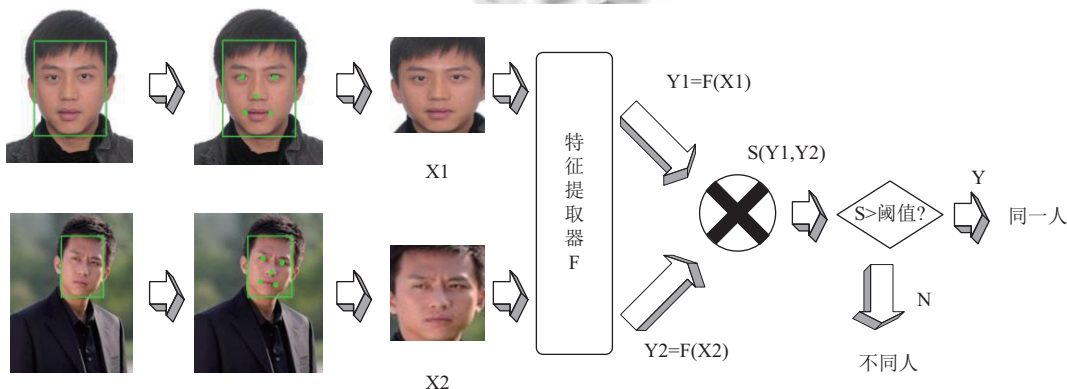 Y1=F(X1)
X1
特征提取器F
S(Y1,Y2)
S>阈值?
Y
同一人
N
不同人
Y2=F(X2)
X2